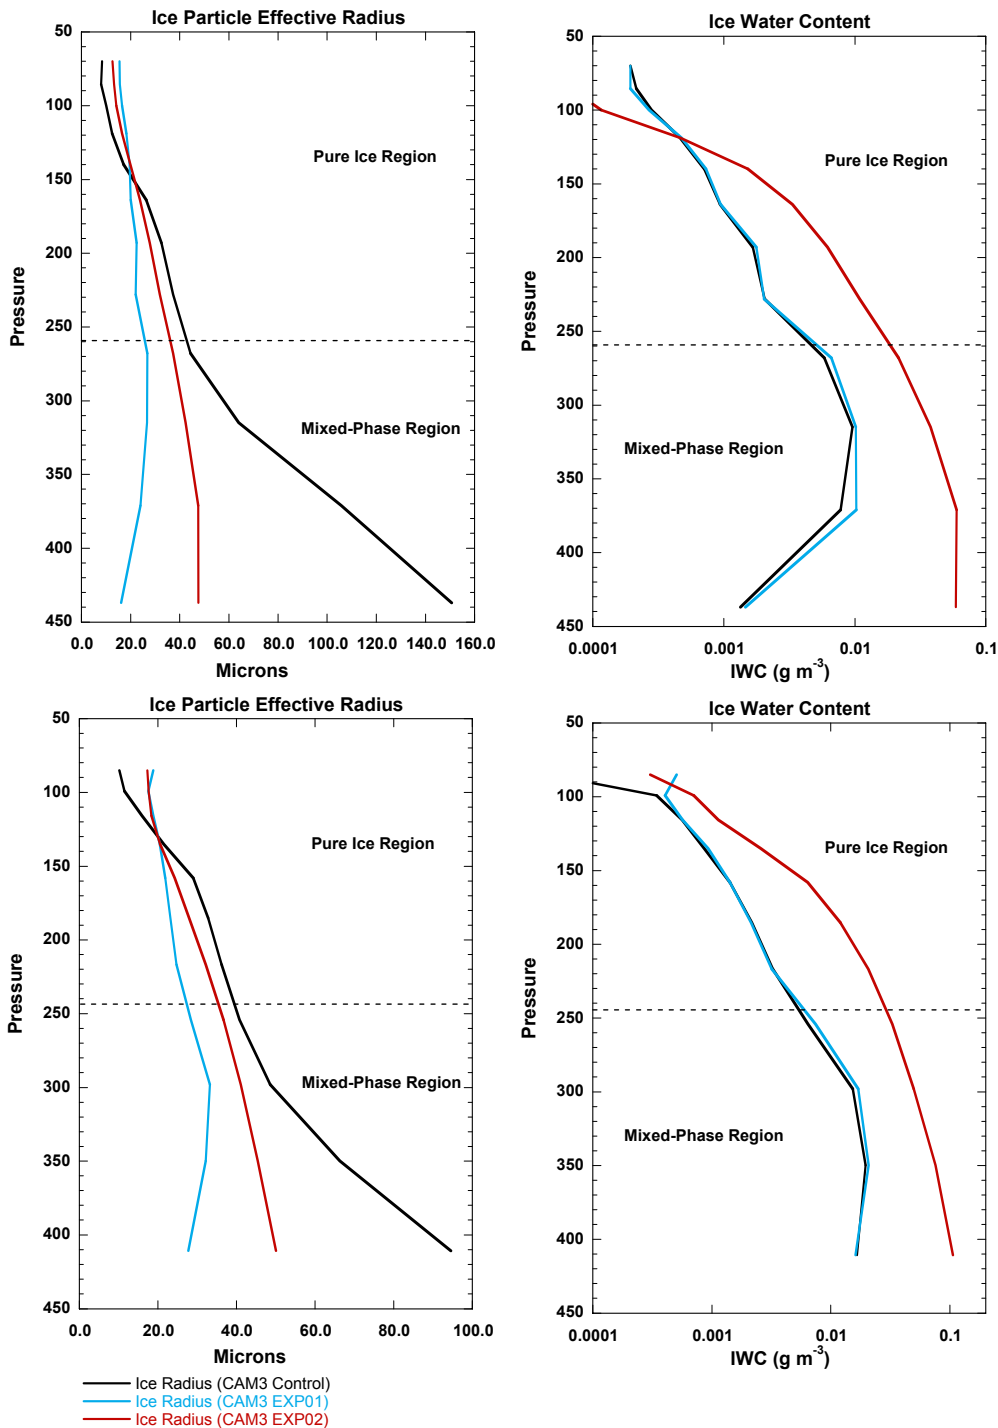 Ice Particle Effective Radius
50
100
150
200
250
300
350
400
450
Pressure
Pure Ice Region
Mixed-Phase Region
0.0 20.0 40.0 60.0 80.0 100.0 120.0 140.0 160.0
Microns
Ice Water Content
50
100
150
200
250
300
350
400
450
Pressure
Pure Ice Region
Mixed-Phase Region
0.0001 0.001 0.01 0.1
IWC (g m-3)
Ice Particle Effective Radius
50
100
150
200
250
300
350
400
450
Pressure
Pure Ice Region
Mixed-Phase Region
0.0 20.0 40.0 60.0 80.0 100.0
Microns
Ice Water Content
50
100
150
200
250
300
350
400
450
Pressure
Pure Ice Region
Mixed-Phase Region
0.0001 0.001 0.01 0.1
IWC (g m-3)
Ice Radius (CAM3 Control)
Ice Radius (CAM3 EXP01)
Ice Radius (CAM3 EXP02)